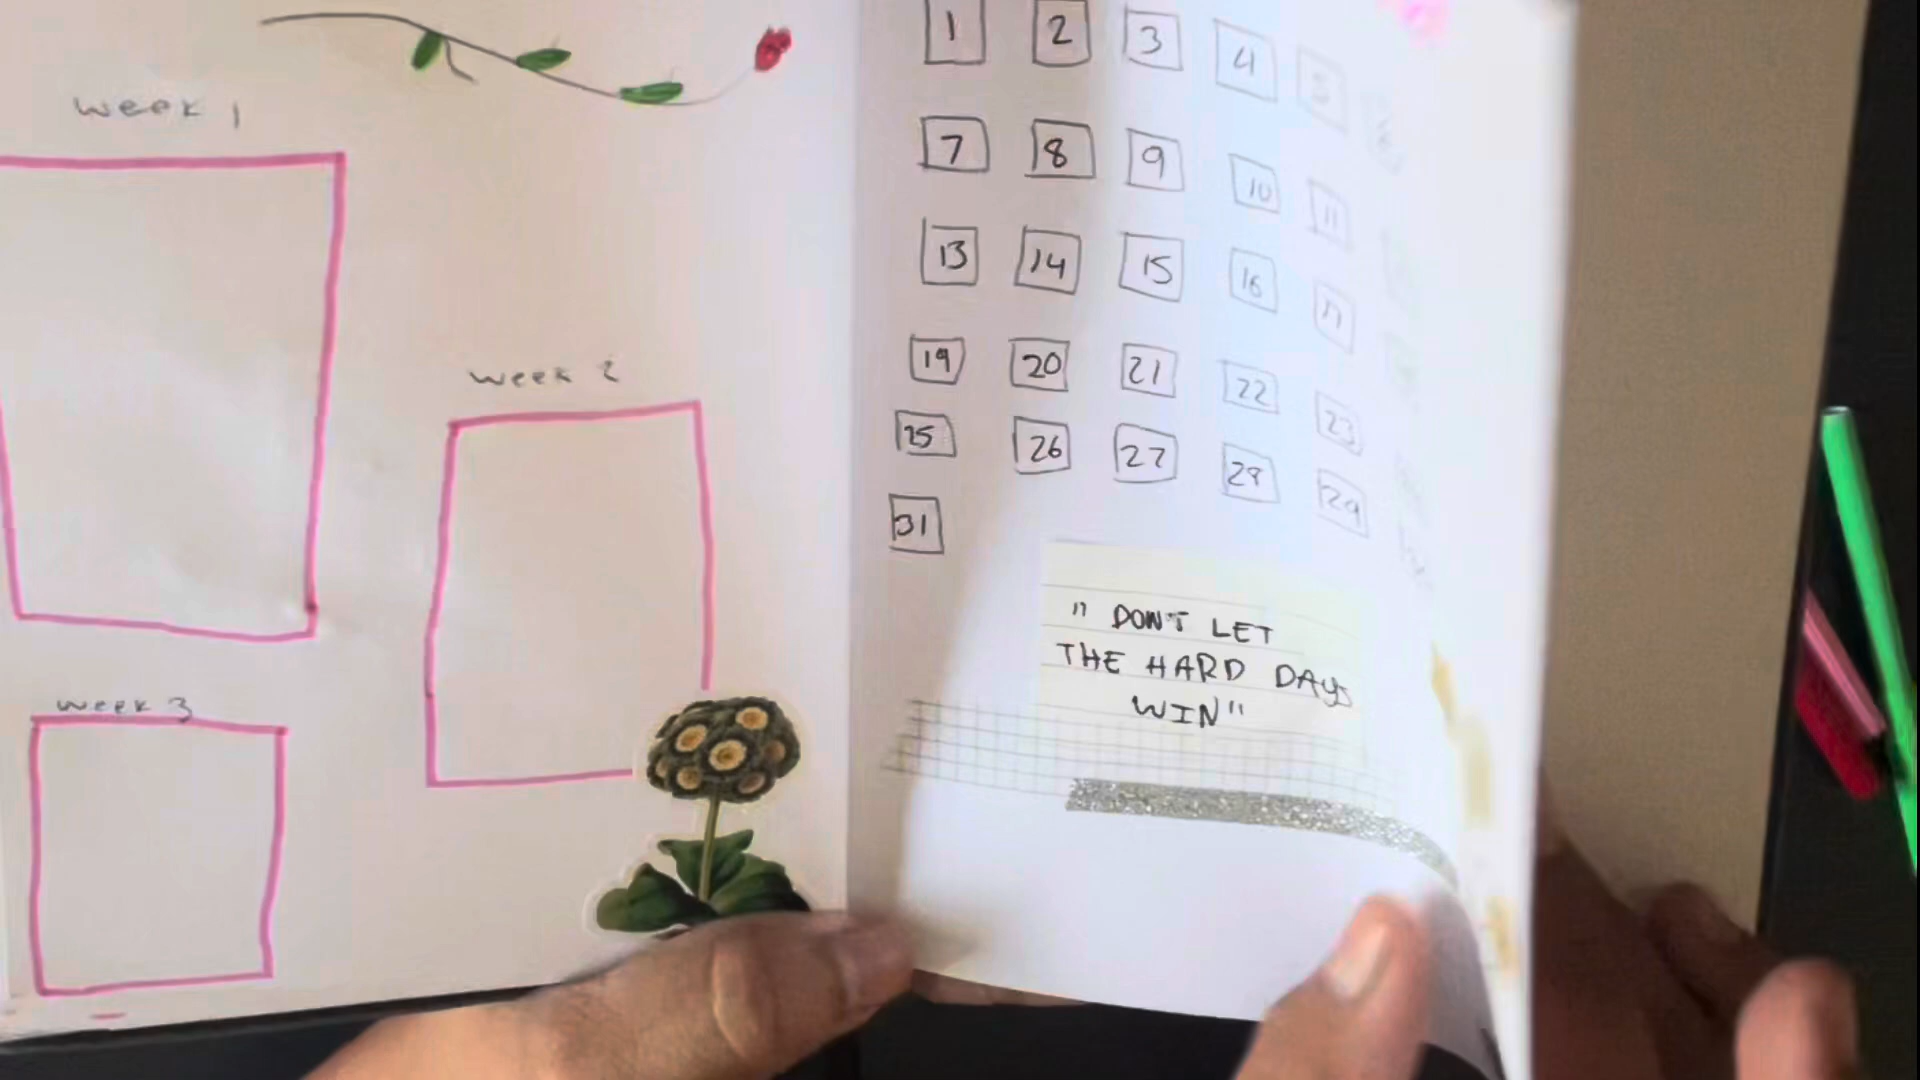 week 1
week 2
week 3
1 2 3 4 5
7 8 9 10 11
13 14 15 16 17
19 20 21 22 23
25 26 27 28 29
31
" DON'T LET
THE HARD DAYS
WIN"